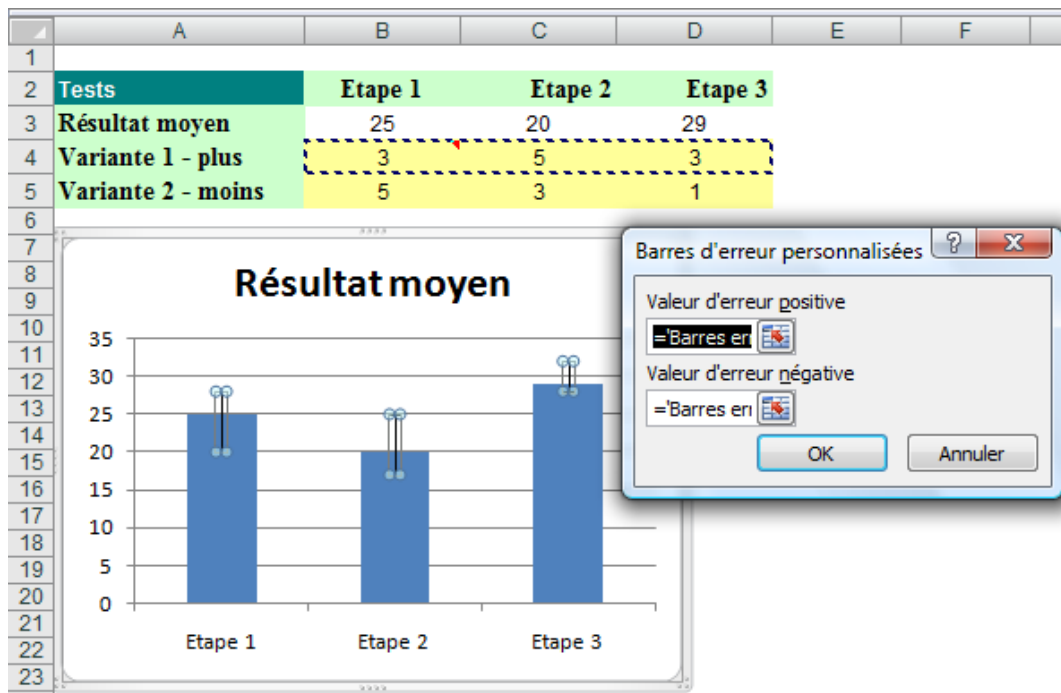 A B C D E F
1
2 Tests Etape 1 Etape 2 Etape 3
3 Résultat moyen 25 20 29
4 Variante 1 - plus 3 5 3
5 Variante 2 - moins 5 3 1
6
7
8
9
10
11
12
13
14
15
16
17
18
19
20
21
22
23
Résultat moyen
35
30
25
20
15
10
5
0
Etape 1 Etape 2 Etape 3
Barres d'erreur personnalisées ? X
Valeur d'erreur positive
='Barres err
Valeur d'erreur négative
='Barres err
OK Annuler